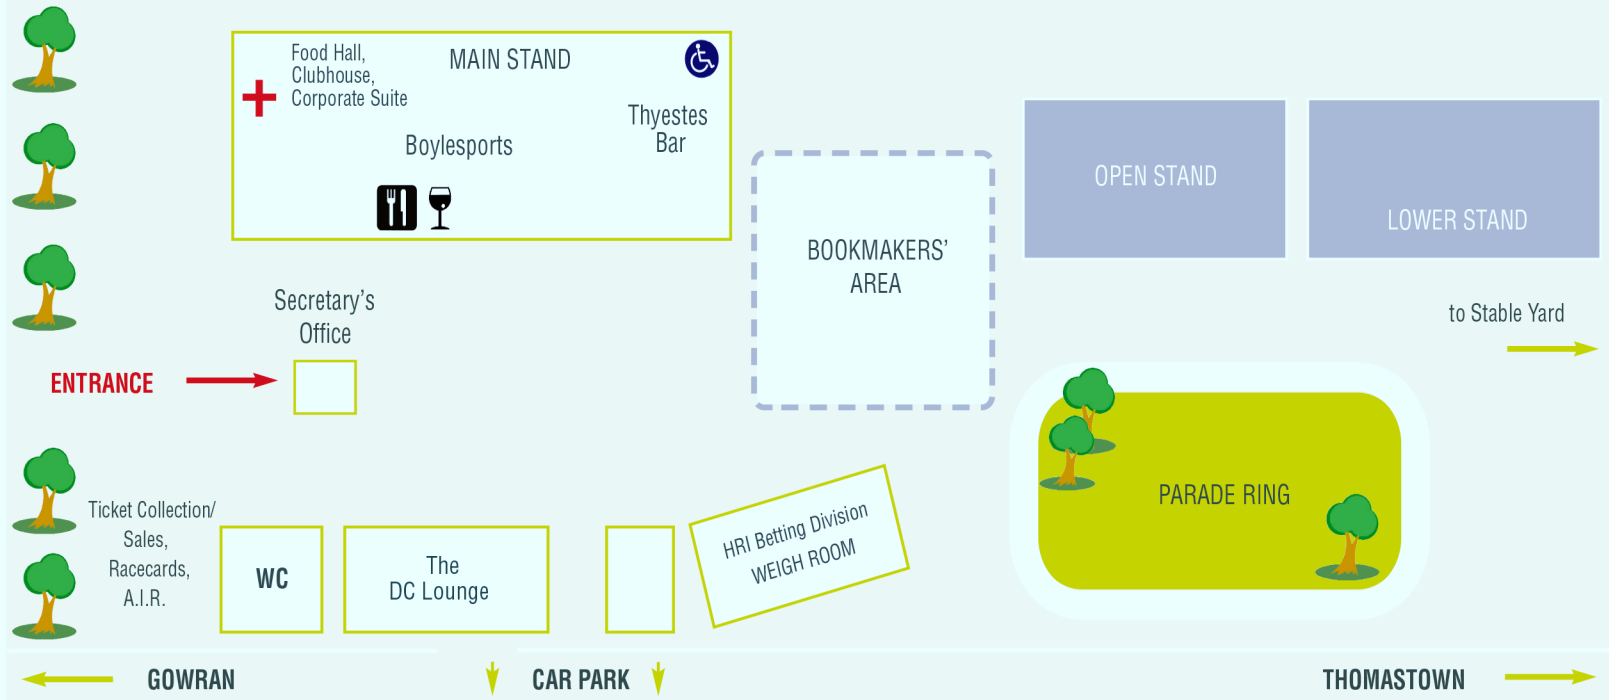 Food Hall,
Clubhouse,
Corporate Suite
MAIN STAND
Thyestes
Bar
Boylesports
OPEN STAND
LOWER STAND
BOOKMAKERS’
AREA
Secretary’s
Office
to Stable Yard
ENTRANCE
PARADE RING
Ticket Collection/
Sales,
Racecards,
A.I.R.
WC
The
DC Lounge
HRI Betting Division
WEIGH ROOM
GOWRAN
CAR PARK
THOMASTOWN